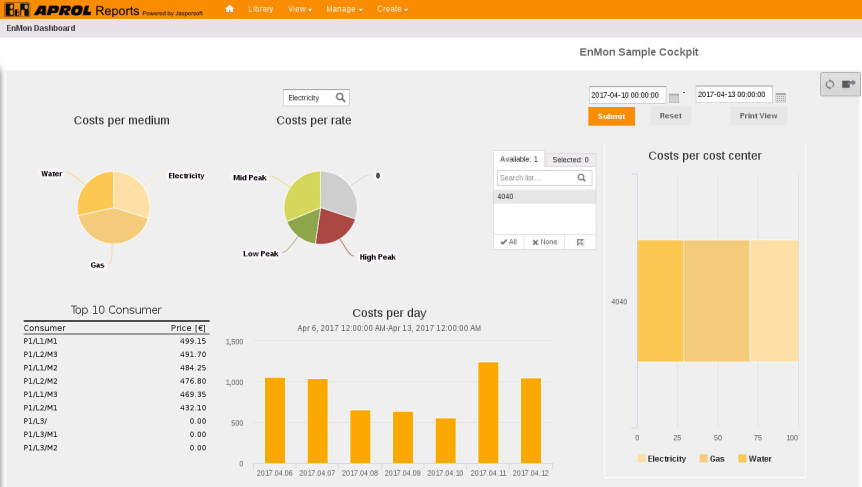 APROL Reports Powered by Jaspersoft
Library View Manage Create
EnMon Dashboard
EnMon Sample Cockpit
Electricity
2017-04-10 00:00:00 - 2017-04-13 00:00:00
Submit Reset Print View
Costs per medium
Water
Electricity
Gas
Costs per rate
Mid Peak
0
Low Peak
High Peak
Available: 1 Selected: 0
Search list...
4040
All None
Costs per cost center
4040
0 25 50 75 100
Electricity Gas Water
Top 10 Consumer
Consumer Price [€]
P1/L1/M1 499.15
P1/L2/M3 491.70
P1/L1/M2 484.25
P1/L2/M2 476.80
P1/L1/M3 469.35
P1/L2/M1 432.10
P1/L3/ 0.00
P1/L3/M1 0.00
P1/L3/M2 0.00
Costs per day
Apr 6, 2017 12:00:00 AM-Apr 13, 2017 12:00:00 AM
1,500
1,000
500
0
2017.04.06 2017.04.07 2017.04.08 2017.04.09 2017.04.10 2017.04.11 2017.04.12